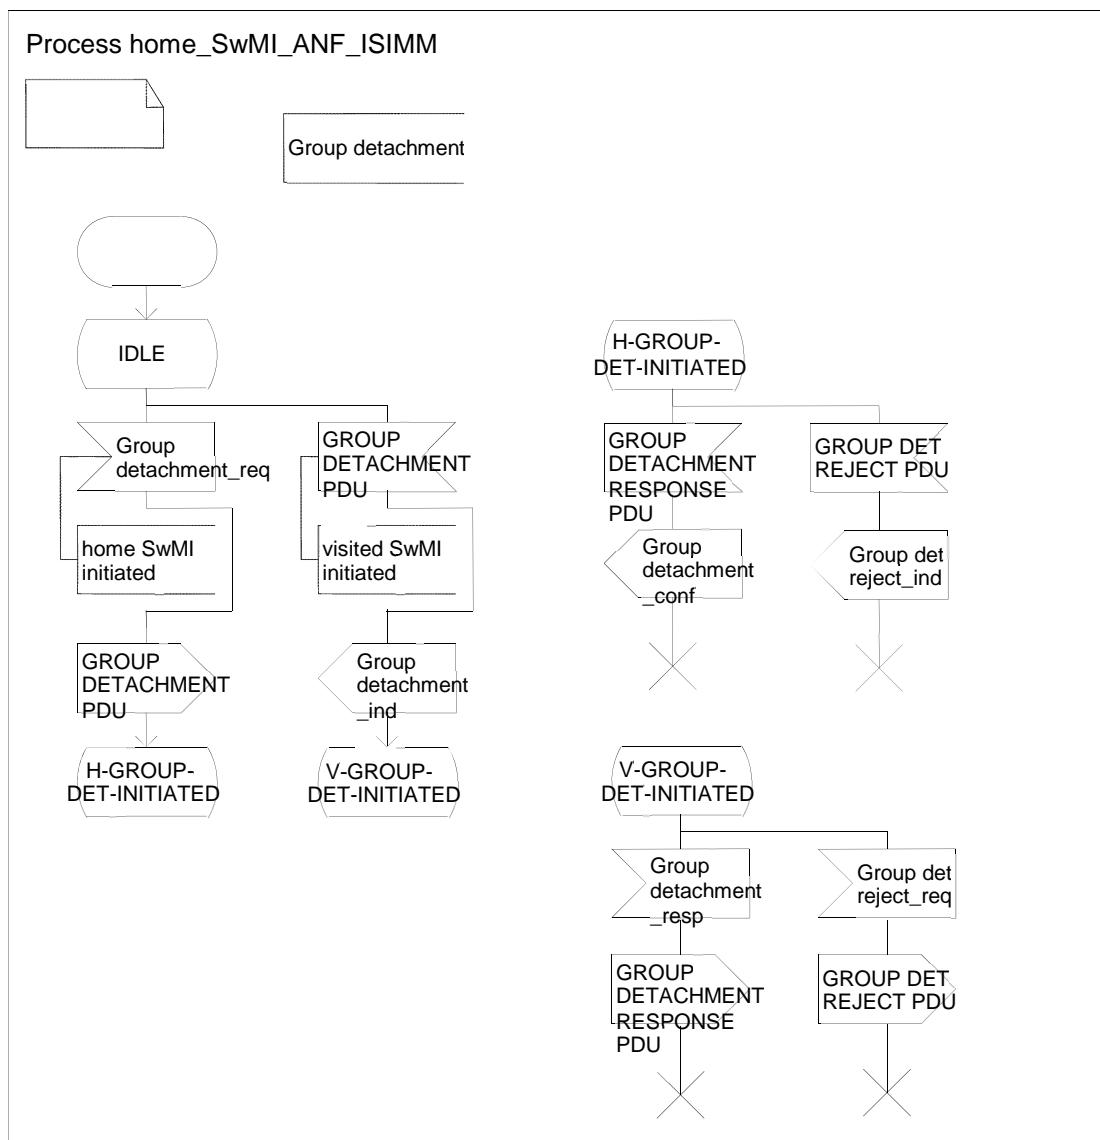 Process home_SwMI_ANF_ISIMM
Group detachment
IDLE
Group
detachment_req
GROUP
DETACHMENT
PDU
home SwMI
initiated
visited SwMI
initiated
GROUP
DETACHMENT
PDU
Group
detachment
_ind
H-GROUP-
DET-INITIATED
V-GROUP-
DET-INITIATED
H-GROUP-
DET-INITIATED
GROUP
DETACHMENT
RESPONSE
PDU
GROUP DET
REJECT PDU
Group
detachment
_conf
Group det
reject_ind
V-GROUP-
DET-INITIATED
Group
detachment
_resp
Group det
reject_req
GROUP
DETACHMENT
RESPONSE
PDU
GROUP DET
REJECT PDU